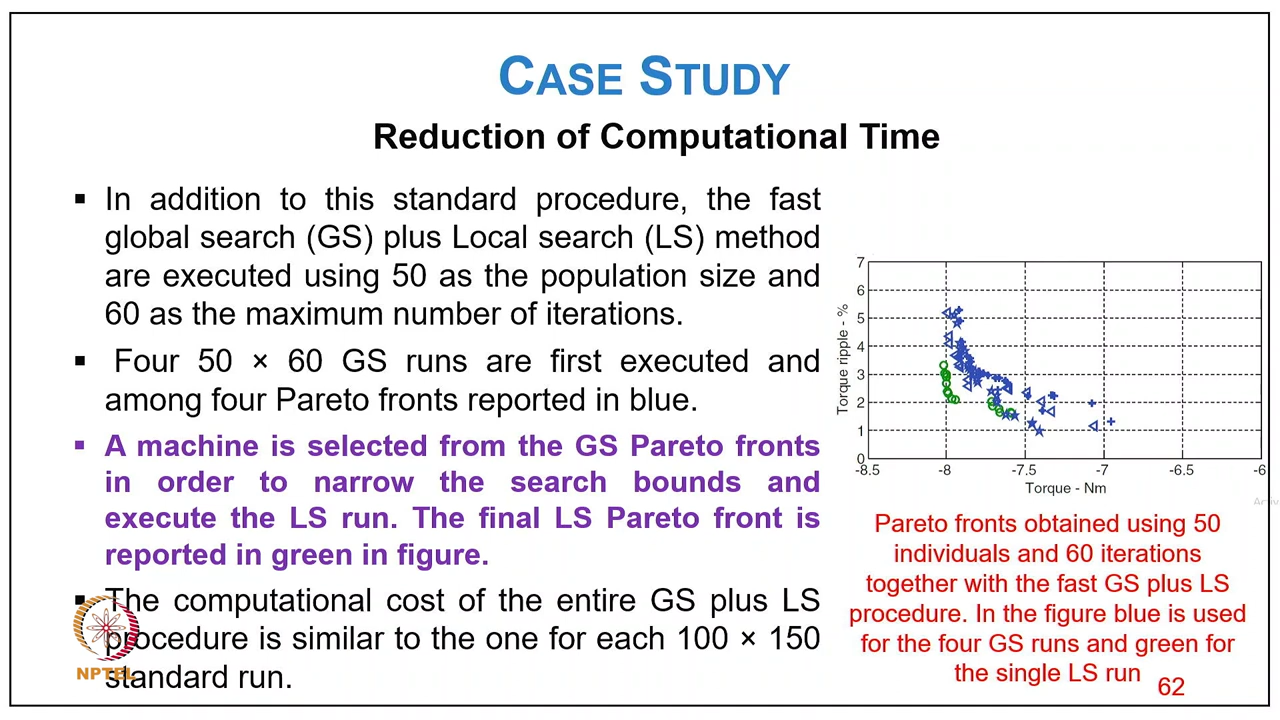 CASE STUDY
Reduction of Computational Time
▪ In addition to this standard procedure, the fast
global search (GS) plus Local search (LS) method
are executed using 50 as the population size and
60 as the maximum number of iterations.
▪ Four 50 × 60 GS runs are first executed and
among four Pareto fronts reported in blue.
▪ A machine is selected from the GS Pareto fronts
in order to narrow the search bounds and
execute the LS run. The final LS Pareto front is
reported in green in figure.
▪ The computational cost of the entire GS plus LS
procedure is similar to the one for each 100 × 150
standard run.
NPTEL
7
6
5
4
3
2
1
0
Torque ripple - %
-8.5 -8 -7.5 -7 -6.5 -6
Torque - Nm
Pareto fronts obtained using 50
individuals and 60 iterations
together with the fast GS plus LS
procedure. In the figure blue is used
for the four GS runs and green for
the single LS run
62